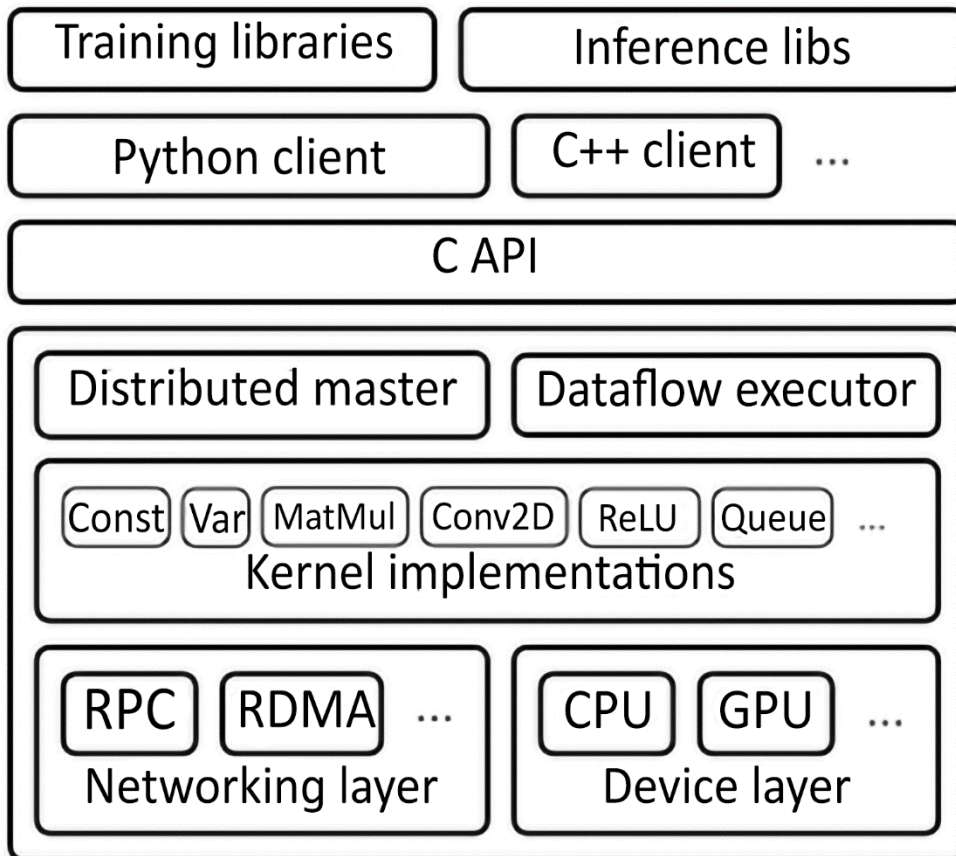 Training libraries Inference libs
Python client C++ client ...
C API
Distributed master Dataflow executor
Const Var MatMul Conv2D ReLU Queue ...
Kernel implementations
RPC RDMA ... CPU GPU ...
Networking layer Device layer